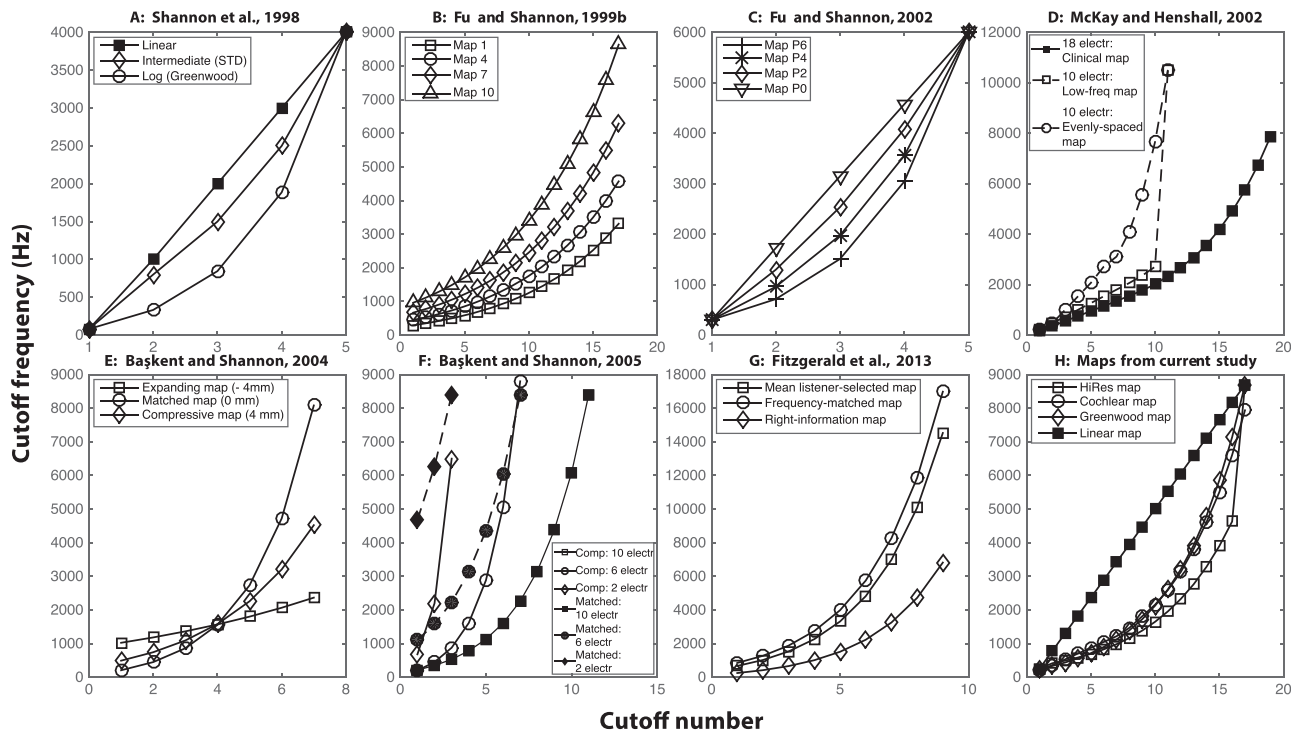 A: Shannon et al., 1998
4000
3500
3000
2500
2000
1500
1000
500
0
1
2
3
4
5
Linear
Intermediate (STD)
Log (Greenwood)
B: Fu and Shannon, 1999b
9000
8000
7000
6000
5000
4000
3000
2000
1000
0
0
5
10
15
20
Map 1
Map 4
Map 7
Map 10
C: Fu and Shannon, 2002
6000
5000
4000
3000
2000
1000
0
1
2
3
4
5
Map P6
Map P4
Map P2
Map P0
D: McKay and Henshall, 2002
12000
10000
8000
6000
4000
2000
0
0
5
10
15
20
18 electr:
Clinical map
10 electr:
Low-freq map
10 electr:
Evenly-spaced
map
E: Başkent and Shannon, 2004
9000
8000
7000
6000
5000
4000
3000
2000
1000
0
0
2
4
6
8
Expanding map (- 4mm)
Matched map (0 mm)
Compressive map (4 mm)
F: Başkent and Shannon, 2005
9000
8000
7000
6000
5000
4000
3000
2000
1000
0
0
5
10
15
Comp: 10 electr
Comp: 6 electr
Comp: 2 electr
Matched:
10 electr
Matched:
6 electr
Matched:
2 electr
G: Fitzgerald et al., 2013
18000
16000
14000
12000
10000
8000
6000
4000
2000
0
0
5
10
Mean listener-selected map
Frequency-matched map
Right-information map
H: Maps from current study
9000
8000
7000
6000
5000
4000
3000
2000
1000
0
0
5
10
15
20
HiRes map
Cochlear map
Greenwood map
Linear map
Cutoff frequency (Hz)
Cutoff number